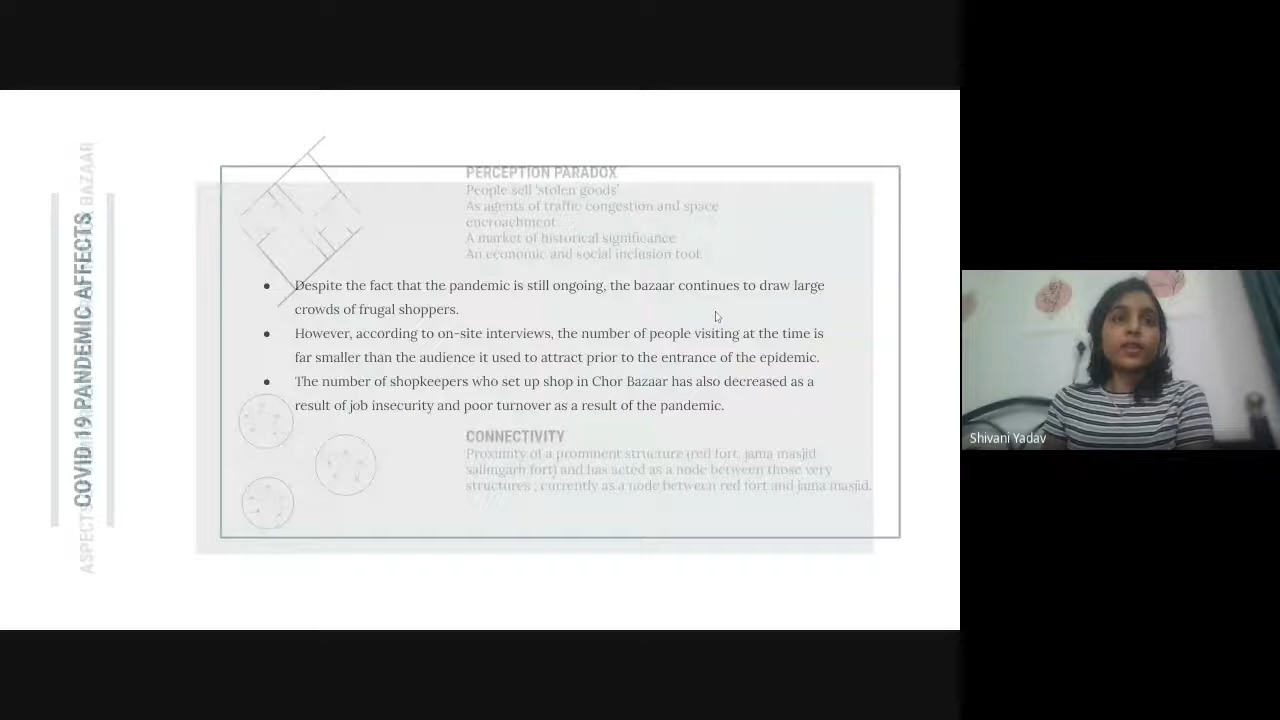 COVID 19 PANDEMIC AFFECTS
PERCEPTION PARADOX
People sell 'stolen goods'
As agents of traffic congestion and space
encroachment
A market of historical significance
An economic and social inclusion tool.
● Despite the fact that the pandemic is still ongoing, the bazaar continues to draw large
crowds of frugal shoppers.
● However, according to on-site interviews, the number of people visiting at the time is
far smaller than the audience it used to attract prior to the entrance of the epidemic.
● The number of shopkeepers who set up shop in Chor Bazaar has also decreased as a
result of job insecurity and poor turnover as a result of the pandemic.
CONNECTIVITY
Proximity of a prominent structure (red fort, jama masjid
salimgarh fort) and has acted as a node between those very
structures ; currently as a node between red fort and jama masjid.
ASPECTS BAZAAR
Shivani Yadav